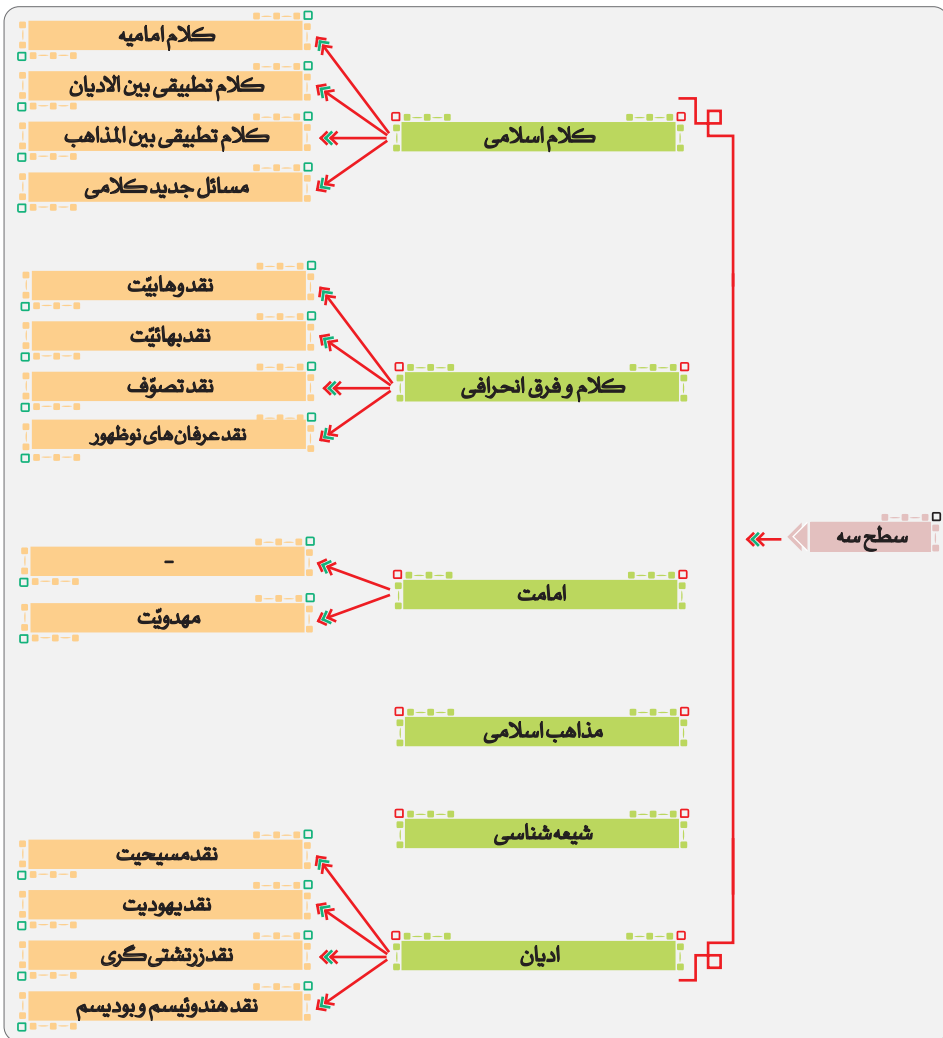 سطح سه
کلام اسلامی
کلام امامیه
کلام تطبیقی بین الادیان
کلام تطبیقی بین المذاهب
مسائل جدید کلامی
کلام و فرق انحرافی
نقد وهابیّت
نقد بهائیّت
نقد تصوّف
نقد عرفان‌های نوظهور
امامت
-
مهدویّت
مذاهب اسلامی
شیعه شناسی
ادیان
نقد مسیحیت
نقد یهودیت
نقد زرتشتی گری
نقد هندوئیسم و بودیسم